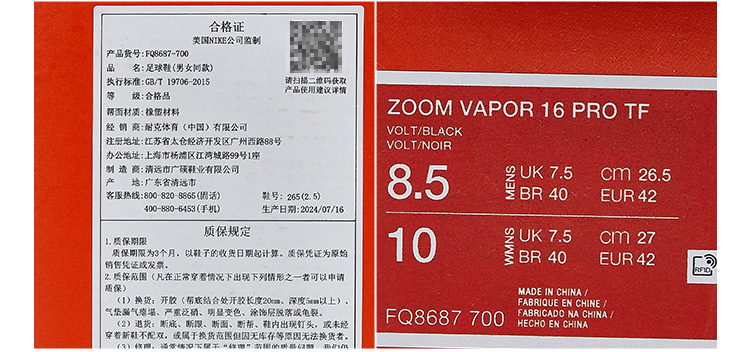 合格证
美国NIKE公司监制
产品货号: FQ8687-700
品 名: 足球鞋(男女同款)
执行标准: GB/T 19706-2015
等 级: 合格品
帮面材质: 橡塑材料
经 销 商: 耐克体育（中国）有限公司
注册地址: 江苏省太仓经济开发区广州西路88号
办公地址: 上海市杨浦区江湾城路99号1座
制 造 商: 清远市广硕鞋业有限公司
产 地: 广东省清远市
客服热线: 800-820-8865(固话) 鞋号: 265(2.5)
400-880-6453(手机) 生产日期: 2024/07/16
请扫描二维码获取
产品使用建议详情
质保规定
1. 质保期限
质保期限为3个月，以鞋子的收货日期起计算。质保凭证为原始
销售凭证或发票。
2. 质保范围（凡在正常穿着情况下出现下列情形之一者可以申请
质保）
（1）换货: 开胶（帮底结合处开胶长度20mm、深度5mm以上）、
气垫漏气塌塌、严重泛硝、明显变色、涂饰层脱落或龟裂。
（2）退货: 断底、断跟、断面、断帮、鞋内出现钉头，或未经
穿着新鞋不配双，或属于换货范围但因无库存等原因无法换货者。
ZOOM VAPOR 16 PRO TF
VOLT/BLACK
VOLT/NOIR
8.5 MENS UK 7.5 CM 26.5
BR 40 EUR 42
10 WMNS UK 7.5 CM 27
BR 40 EUR 42
RFID
MADE IN CHINA /
FABRIQUE EN CHINE /
FABRICADO NA CHINA /
HECHO EN CHINA
FQ8687 700